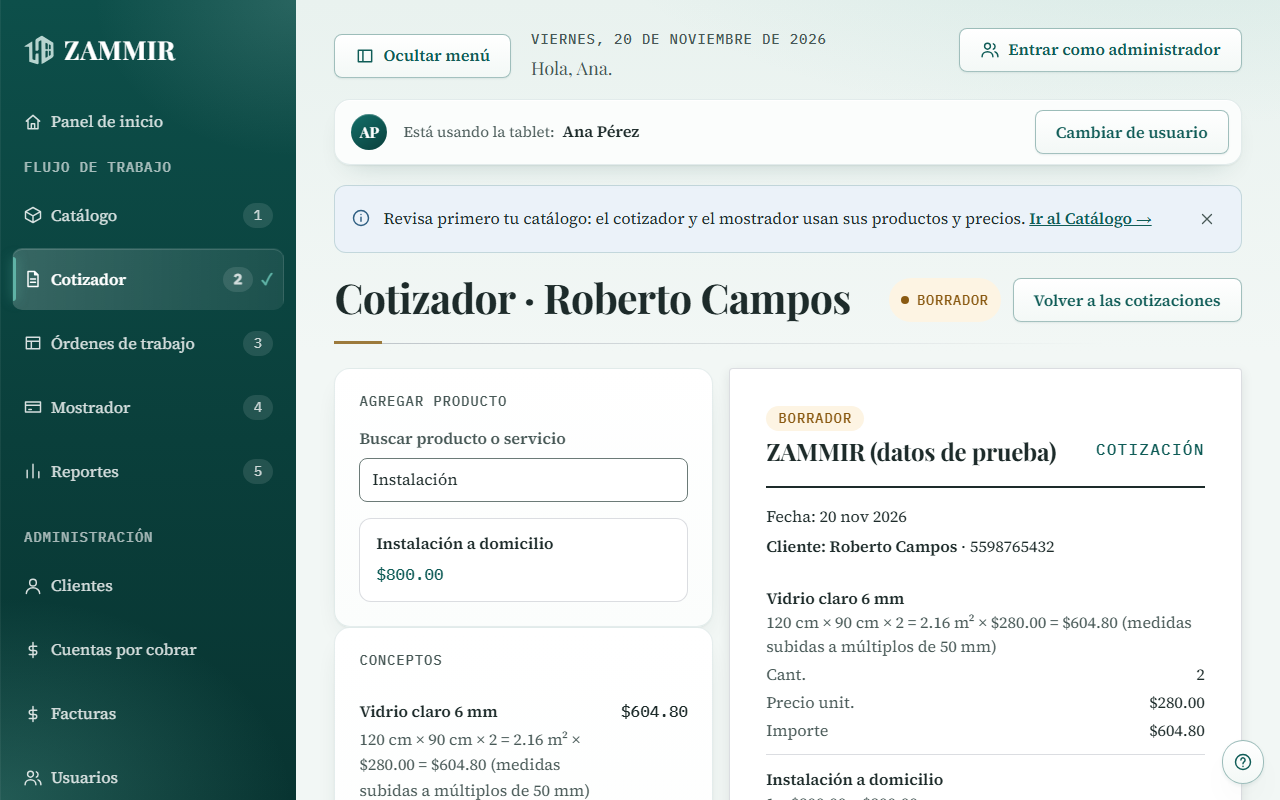 ZAMMIR
Panel de inicio
FLUJO DE TRABAJO
Catálogo 1
Cotizador 2 ✓
Órdenes de trabajo 3
Mostrador 4
Reportes 5
ADMINISTRACIÓN
Clientes
Cuentas por cobrar
Facturas
Usuarios
Ocultar menú
VIERNES, 20 DE NOVIEMBRE DE 2026
Hola, Ana.
Entrar como administrador
AP
Está usando la tablet: Ana Pérez
Cambiar de usuario
Revisa primero tu catálogo: el cotizador y el mostrador usan sus productos y precios. Ir al Catálogo →
Cotizador · Roberto Campos
BORRADOR
Volver a las cotizaciones
AGREGAR PRODUCTO
Buscar producto o servicio
Instalación
Instalación a domicilio
$800.00
CONCEPTOS
Vidrio claro 6 mm $604.80
120 cm × 90 cm × 2 = 2.16 m² ×
$280.00 = $604.80 (medidas
subidas a múltiplos de 50 mm)
BORRADOR
ZAMMIR (datos de prueba)
COTIZACIÓN
Fecha: 20 nov 2026
Cliente: Roberto Campos · 5598765432
Vidrio claro 6 mm
120 cm × 90 cm × 2 = 2.16 m² × $280.00 = $604.80 (medidas
subidas a múltiplos de 50 mm)
Cant. 2
Precio unit. $280.00
Importe $604.80
Instalación a domicilio